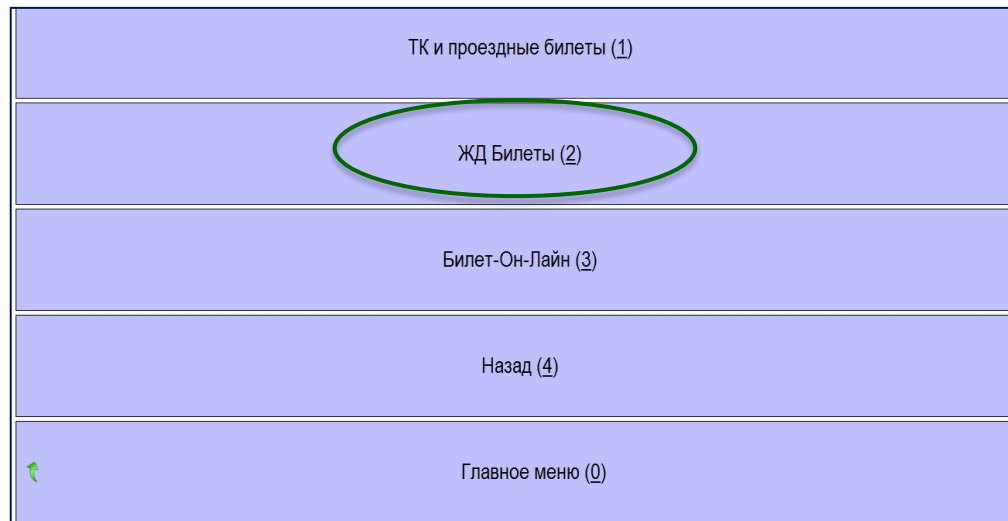 ТК и проездные билеты (1)
ЖД Билеты (2)
Билет-Он-Лайн (3)
Назад (4)
Главное меню (0)